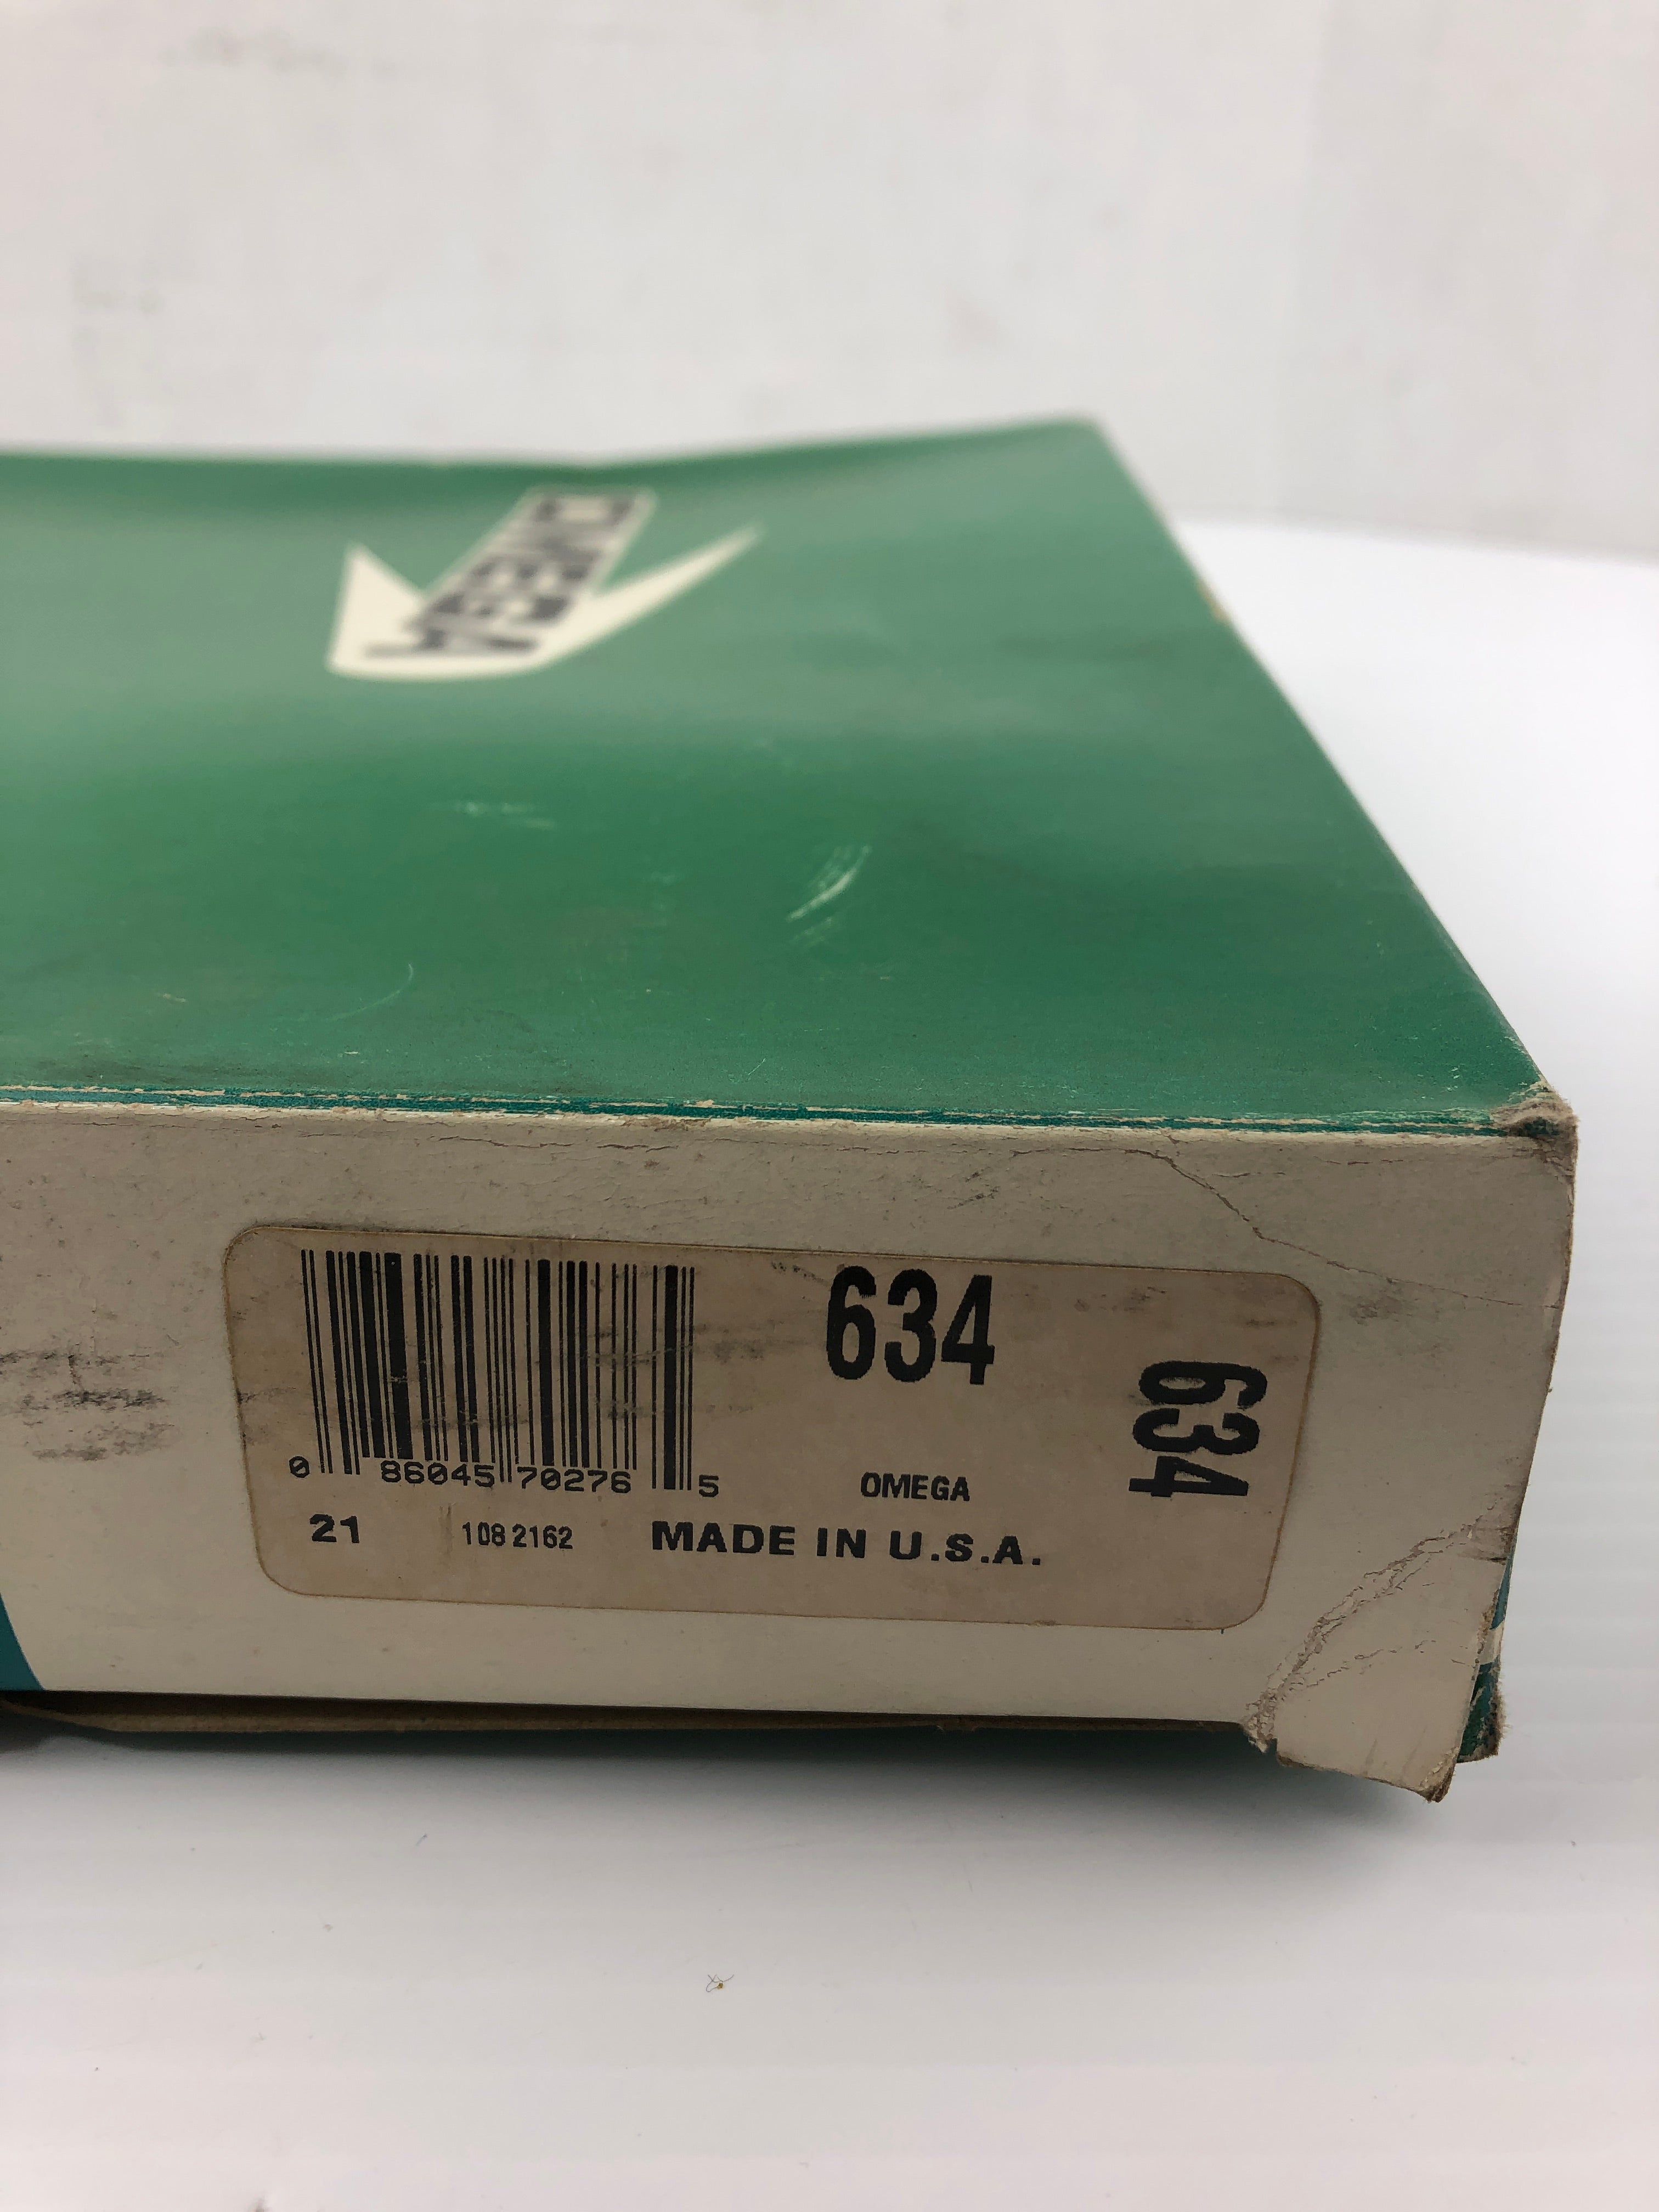 OMEGA
634
634
0 86045 70276 5
OMEGA
21 108 2162 MADE IN U.S.A.